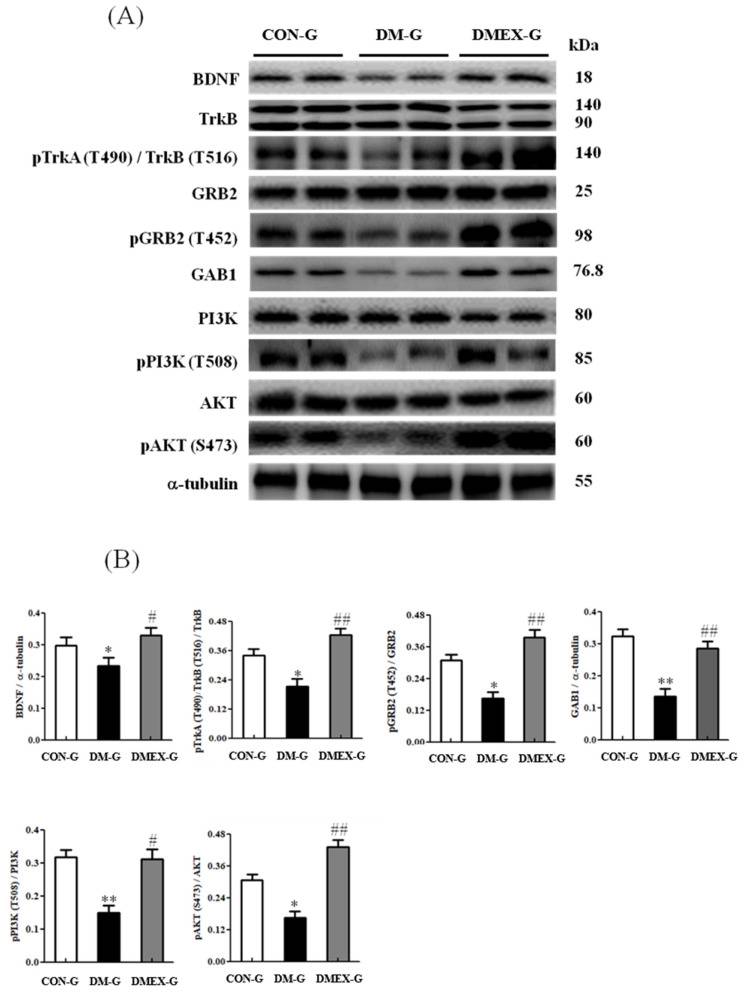 (A)
CON-G DM-G DMEX-G kDa
BDNF 18
TrkB 140
90
pTrkA (T490) / TrkB (T516) 140
GRB2 25
pGRB2 (T452) 98
GAB1 76.8
PI3K 80
pPI3K (T508) 85
AKT 60
pAKT (S473) 60
α-tubulin 55
(B)
BDNF / α-tubulin
0.4
0.3
0.2
0.1
0.0
*
#
CON-G DM-G DMEX-G
pTrkA (T490)/TrkB (T516) / TrkB
0.48
0.36
0.24
0.12
0.00
*
##
CON-G DM-G DMEX-G
pGRB2 (T452) / GRB2
0.48
0.36
0.24
0.12
0.00
*
##
CON-G DM-G DMEX-G
GAB1 / α-tubulin
0.4
0.3
0.2
0.1
0.0
**
##
CON-G DM-G DMEX-G
pPI3K (T508) / PI3K
0.4
0.3
0.2
0.1
0.0
**
#
CON-G DM-G DMEX-G
pAKT (S473) / AKT
0.48
0.36
0.24
0.12
0.00
*
##
CON-G DM-G DMEX-G